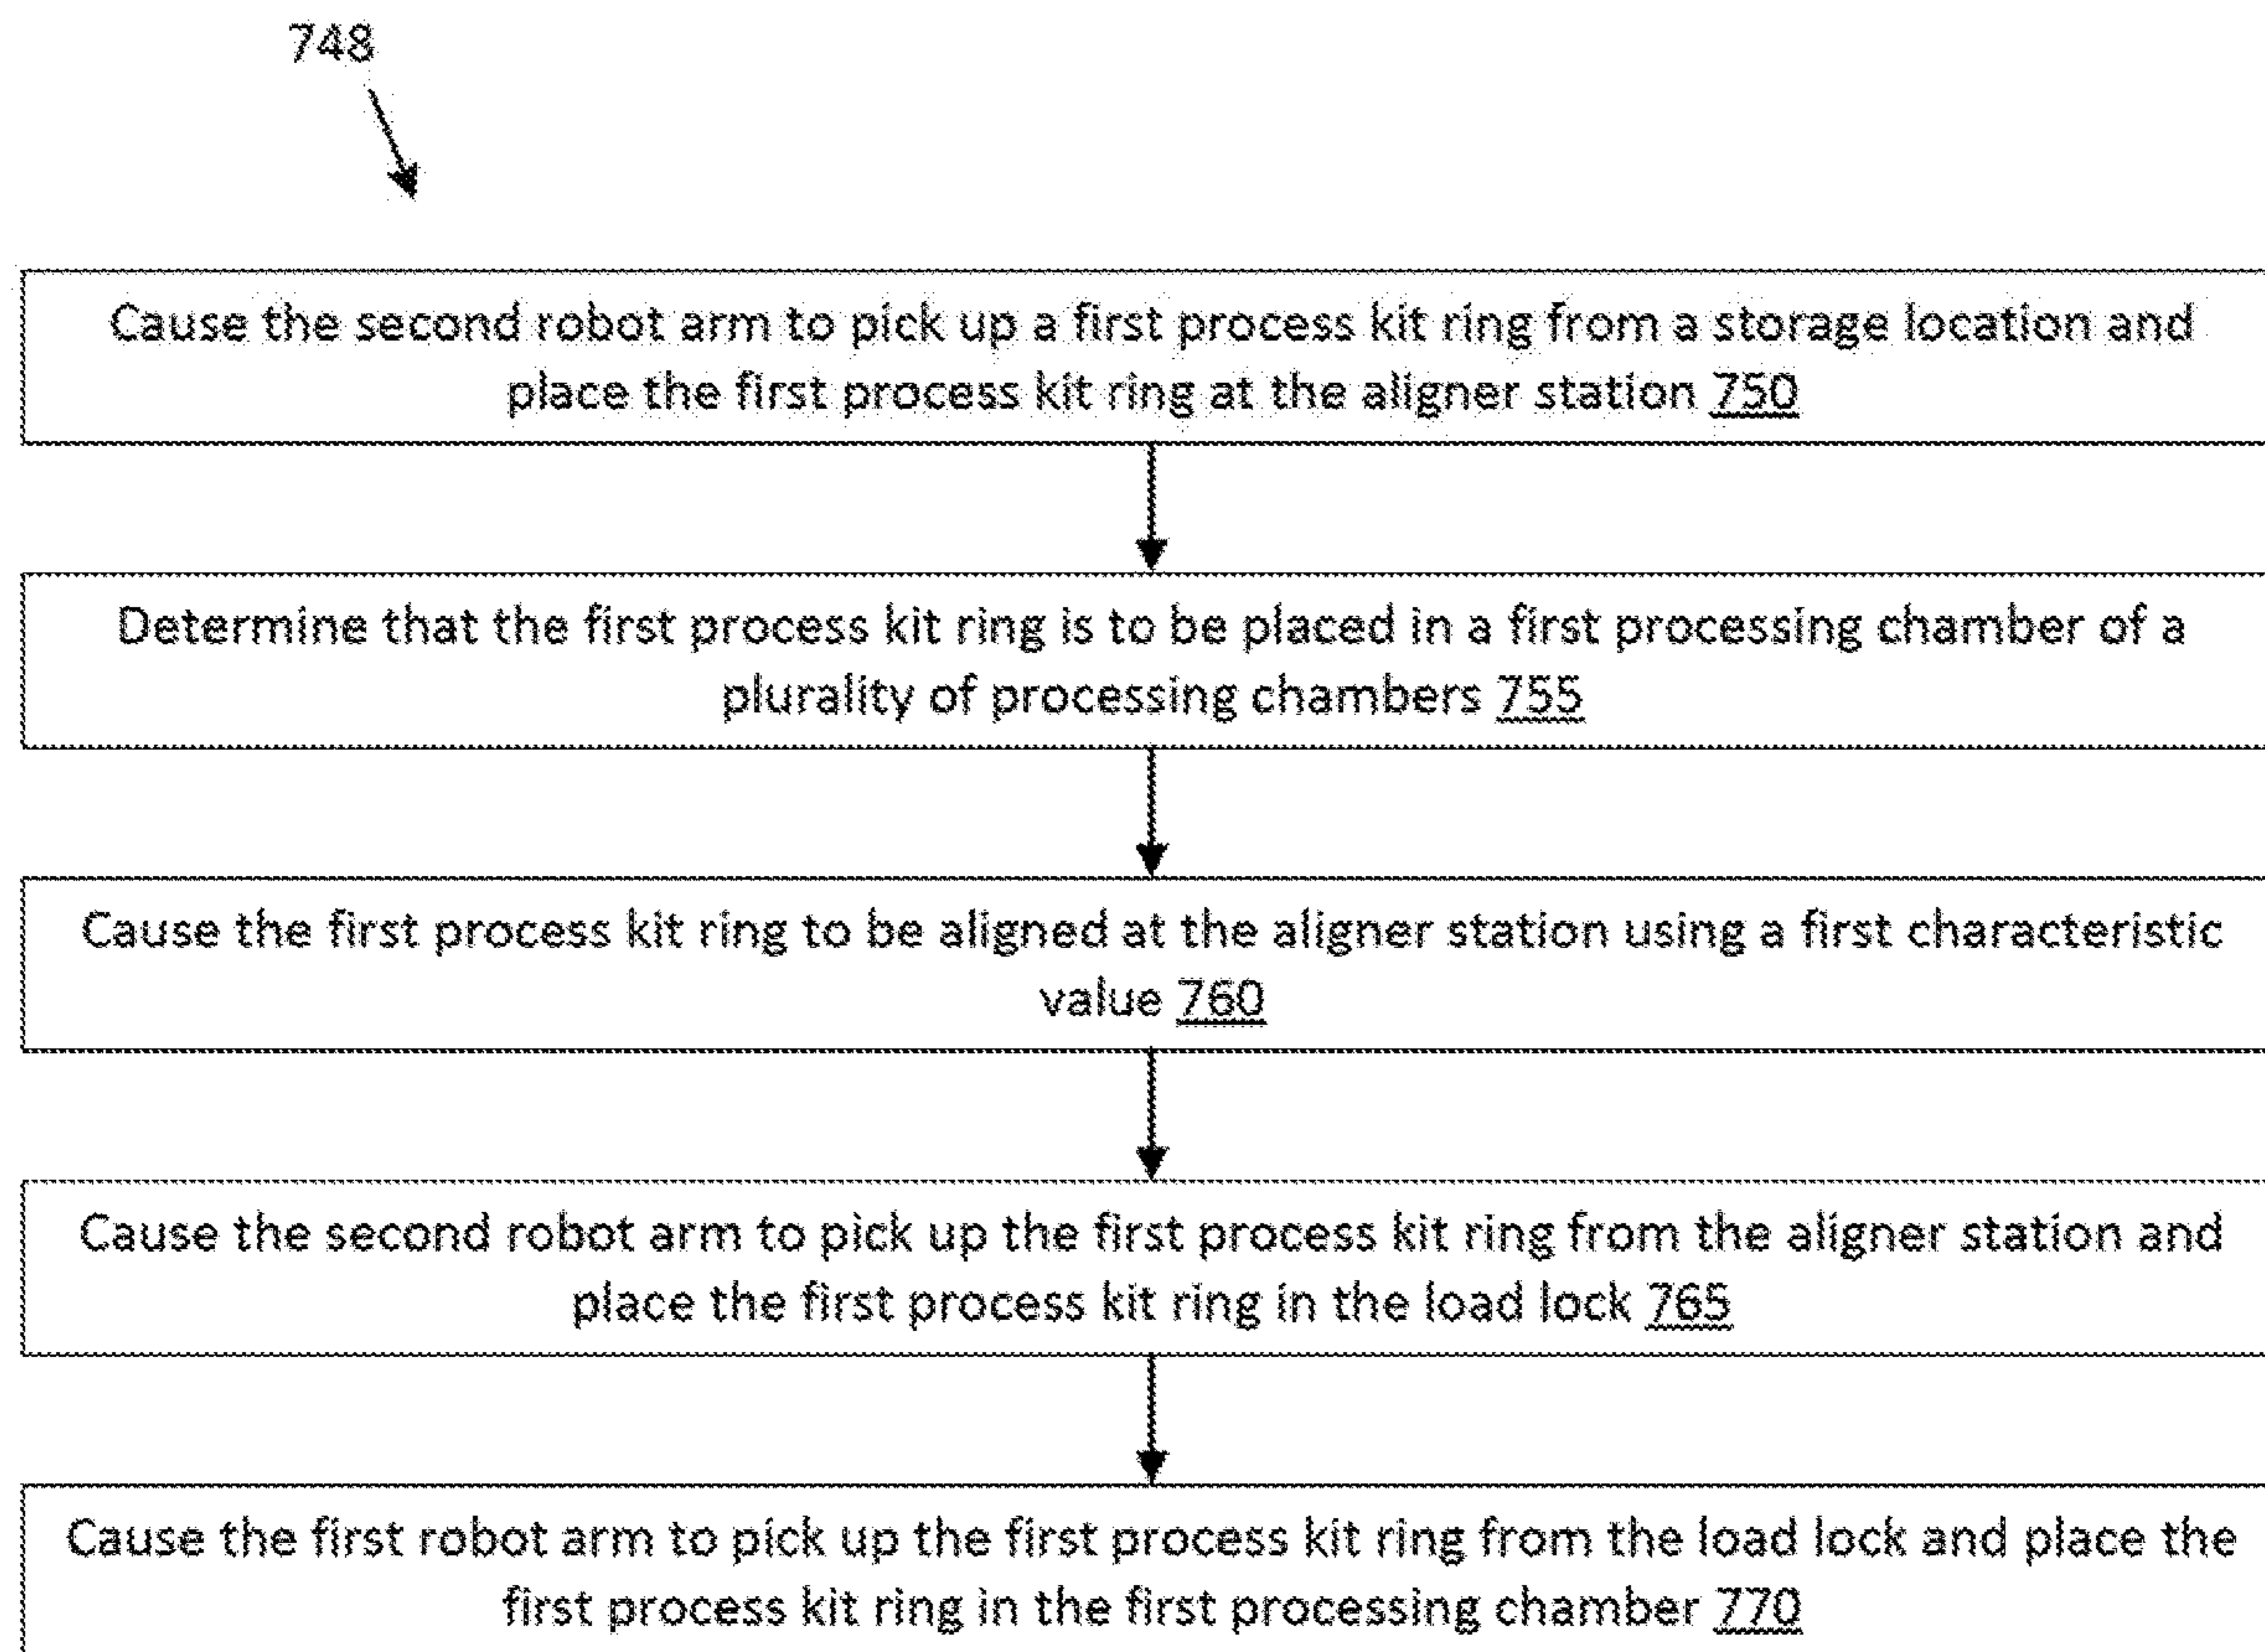 748
Cause the second robot arm to pick up a first process kit ring from a storage location and
place the first process kit ring at the aligner station 750
Determine that the first process kit ring is to be placed in a first processing chamber of a
plurality of processing chambers 755
Cause the first process kit ring to be aligned at the aligner station using a first characteristic
value 760
Cause the second robot arm to pick up the first process kit ring from the aligner station and
place the first process kit ring in the load lock 765
Cause the first robot arm to pick up the first process kit ring from the load lock and place the
first process kit ring in the first processing chamber 770